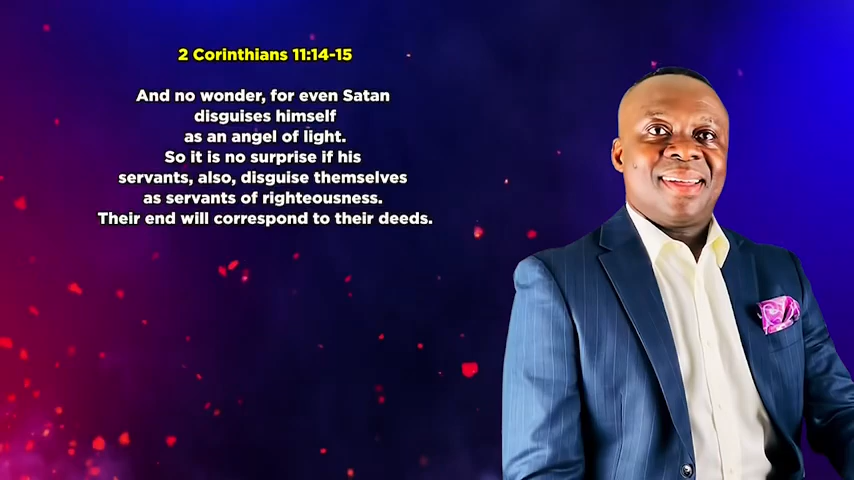 2 Corinthians 11:14-15
And no wonder, for even Satan
disguises himself
as an angel of light.
So it is no surprise if his
servants, also, disguise themselves
as servants of righteousness.
Their end will correspond to their deeds.